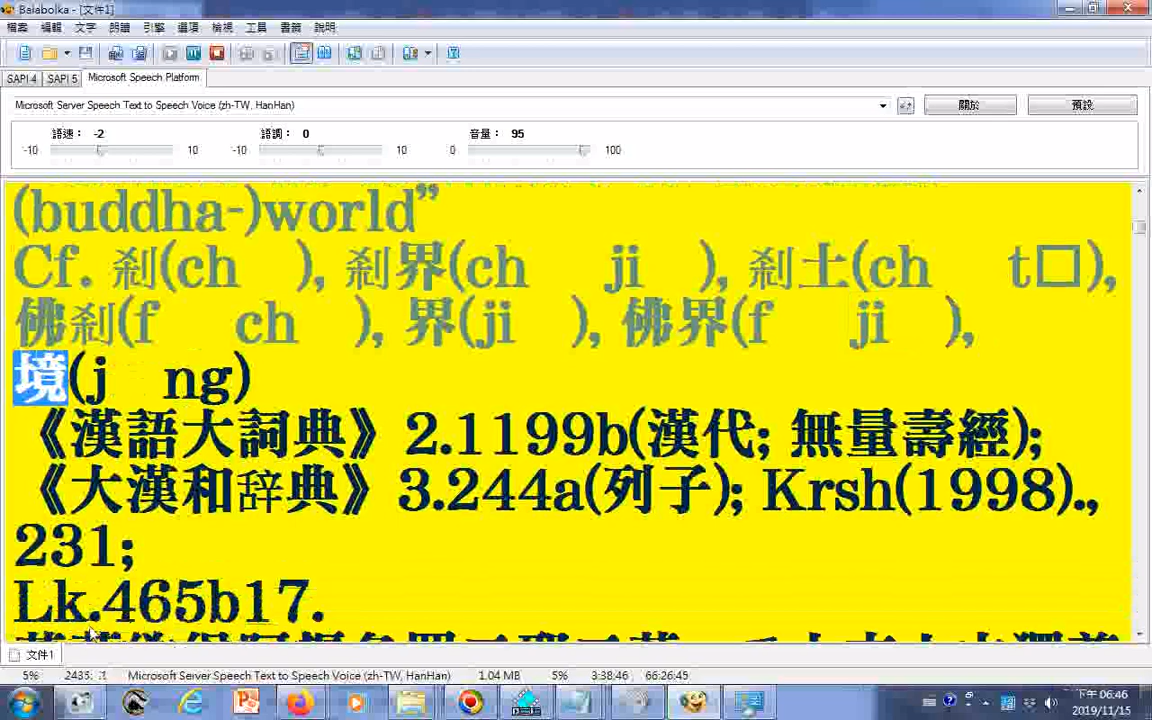 Balabolka - [文件1]
檔案 編輯 文字 朗讀 引擎 選項 檢視 工具 書籤 說明
SAPI 4 SAPI 5 Microsoft Speech Platform
Microsoft Server Speech Text to Speech Voice (zh-TW, HanHan) 關於 預設
語速： -2 語調： 0 音量： 95
-10 10 -10 10 0 100
(buddha-)world”
Cf. 剎(ch ), 剎界(ch ji ), 剎土(ch t□),
佛剎(f ch ), 界(ji ), 佛界(f ji ),
境(j ng)
《漢語大詞典》 2.1199b(漢代; 無量壽經);
《大漢和辞典》 3.244a(列子); Krsh(1998).,
231;
Lk.465b17.
文件1
5% Microsoft Server Speech Text to Speech Voice (zh-TW, HanHan) 1.04 MB 5% 3:38:46 66:26:45
下午 06:46
2019/11/15